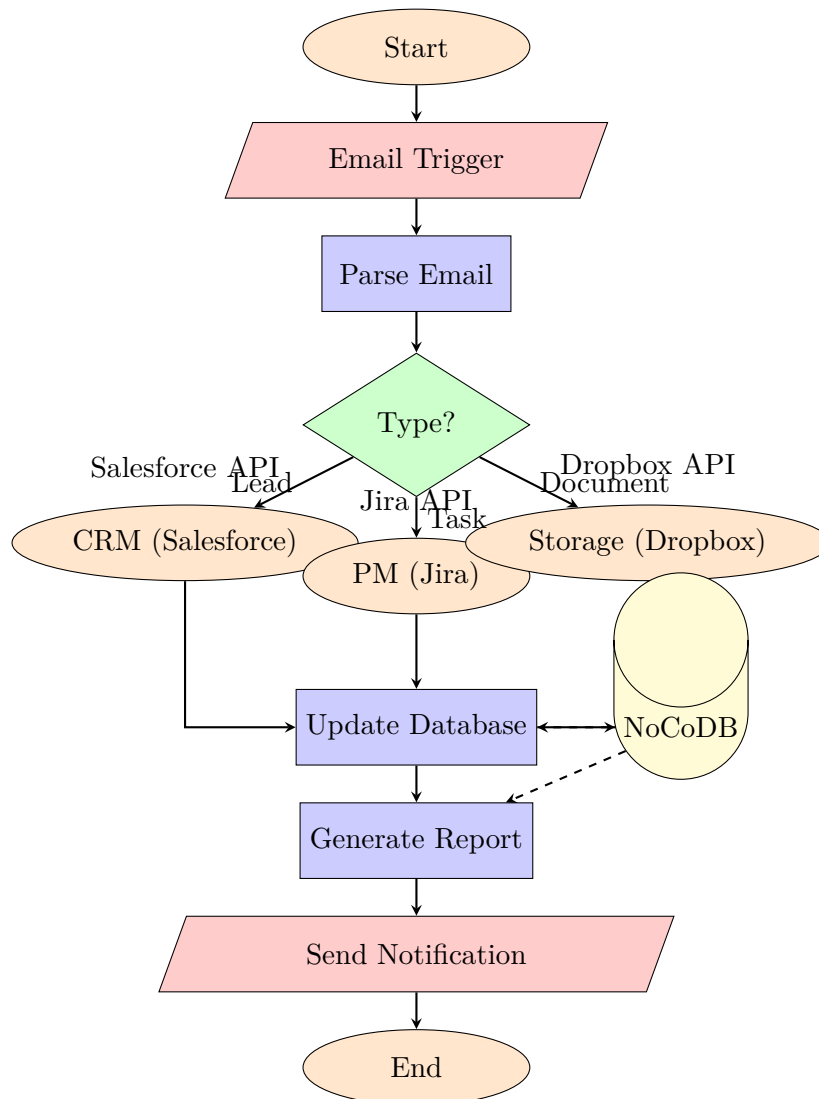 Start
Email Trigger
Parse Email
Type?
Salesforce API
Lead
Jira API
Task
Dropbox API
Document
CRM (Salesforce)
PM (Jira)
Storage (Dropbox)
Update Database
NoCoDB
Generate Report
Send Notification
End